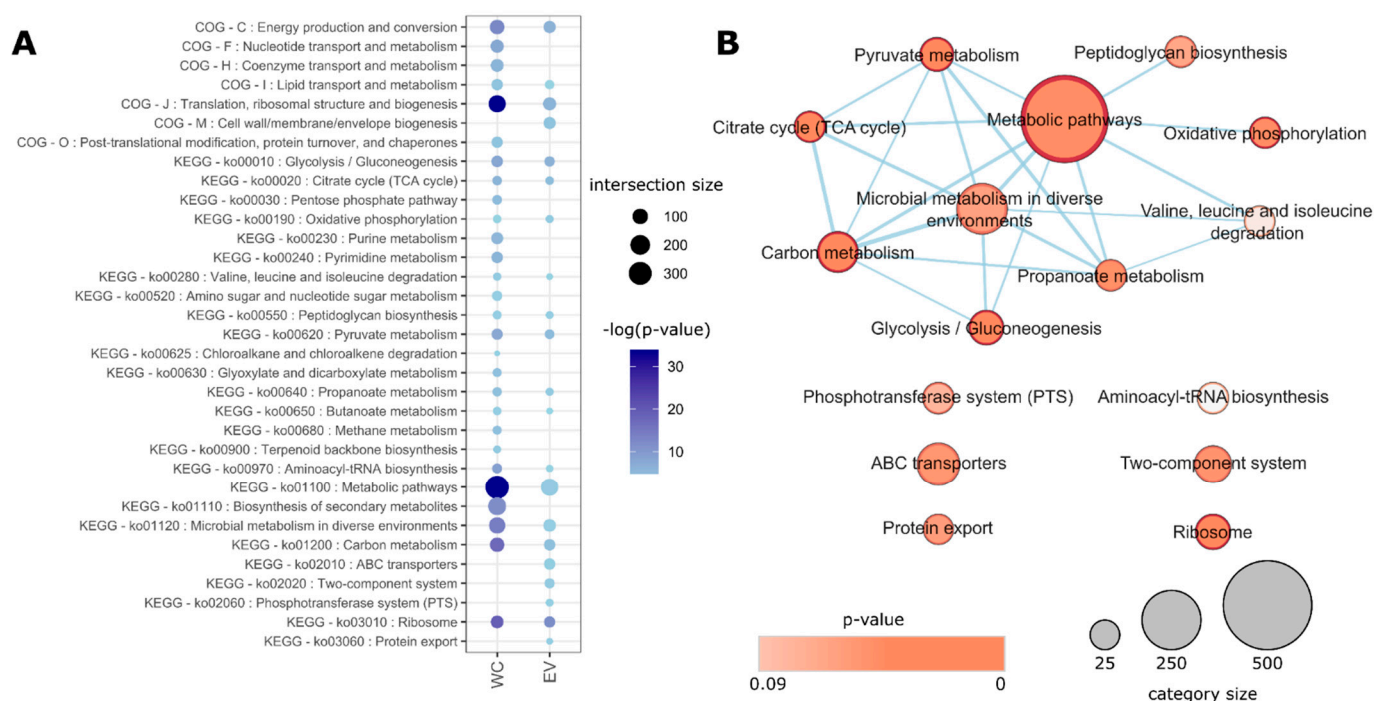 A
COG - C : Energy production and conversion
COG - F : Nucleotide transport and metabolism
COG - H : Coenzyme transport and metabolism
COG - I : Lipid transport and metabolism
COG - J : Translation, ribosomal structure and biogenesis
COG - M : Cell wall/membrane/envelope biogenesis
COG - O : Post-translational modification, protein turnover, and chaperones
KEGG - ko00010 : Glycolysis / Gluconeogenesis
KEGG - ko00020 : Citrate cycle (TCA cycle)
KEGG - ko00030 : Pentose phosphate pathway
KEGG - ko00190 : Oxidative phosphorylation
KEGG - ko00230 : Purine metabolism
KEGG - ko00240 : Pyrimidine metabolism
KEGG - ko00280 : Valine, leucine and isoleucine degradation
KEGG - ko00520 : Amino sugar and nucleotide sugar metabolism
KEGG - ko00550 : Peptidoglycan biosynthesis
KEGG - ko00620 : Pyruvate metabolism
KEGG - ko00625 : Chloroalkane and chloroalkene degradation
KEGG - ko00630 : Glyoxylate and dicarboxylate metabolism
KEGG - ko00640 : Propanoate metabolism
KEGG - ko00650 : Butanoate metabolism
KEGG - ko00680 : Methane metabolism
KEGG - ko00900 : Terpenoid backbone biosynthesis
KEGG - ko00970 : Aminoacyl-tRNA biosynthesis
KEGG - ko01100 : Metabolic pathways
KEGG - ko01110 : Biosynthesis of secondary metabolites
KEGG - ko01120 : Microbial metabolism in diverse environments
KEGG - ko01200 : Carbon metabolism
KEGG - ko02010 : ABC transporters
KEGG - ko02020 : Two-component system
KEGG - ko02060 : Phosphotransferase system (PTS)
KEGG - ko03010 : Ribosome
KEGG - ko03060 : Protein export
WC
EV
intersection size
100
200
300
-log(p-value)
30
20
10
B
Pyruvate metabolism
Peptidoglycan biosynthesis
Metabolic pathways
Citrate cycle (TCA cycle)
Oxidative phosphorylation
Microbial metabolism in diverse
environments
Valine, leucine and isoleucine
degradation
Carbon metabolism
Propanoate metabolism
Glycolysis / Gluconeogenesis
Phosphotransferase system (PTS)
Aminoacyl-tRNA biosynthesis
ABC transporters
Two-component system
Protein export
Ribosome
p-value
0.09
0
25
250
500
category size